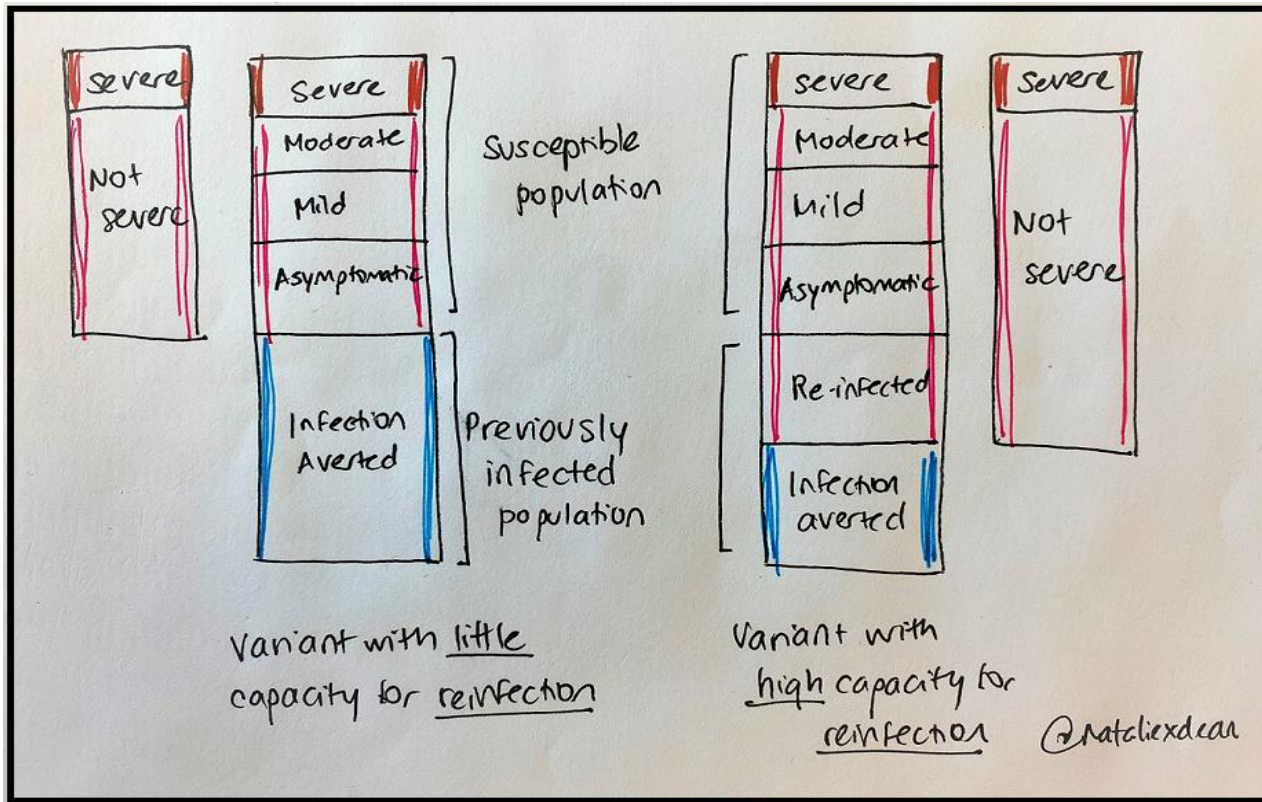 severe
Not
severe
Severe
Moderate
Mild
Asymptomatic
Infection
Averted
Susceptible
population
Previously
infected
population
Variant with little
capacity for reinfection
severe
Moderate
Mild
Asymptomatic
Re-infected
Infection
averted
Severe
Not
severe
Variant with
high capacity for
reinfection
@nataliexdean